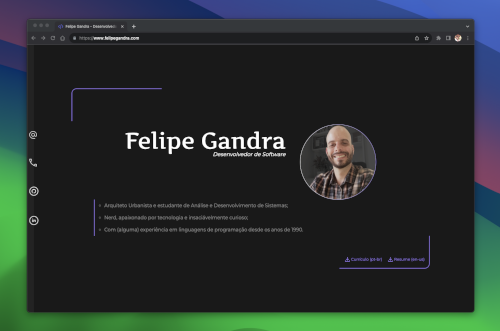 Felipe Gandra - Desenvolvedo
https://www.felipegandra.com
Felipe Gandra
Desenvolvedor de Software
Arquiteto Urbanista e estudante de Análise e Desenvolvimento de Sistemas;
Nerd, apaixonado por tecnologia e insaciavelmente curioso;
Com (alguma) experiência em linguagens de programação desde os anos de 1990.
Currículo (pt-br) Résume (en-us)